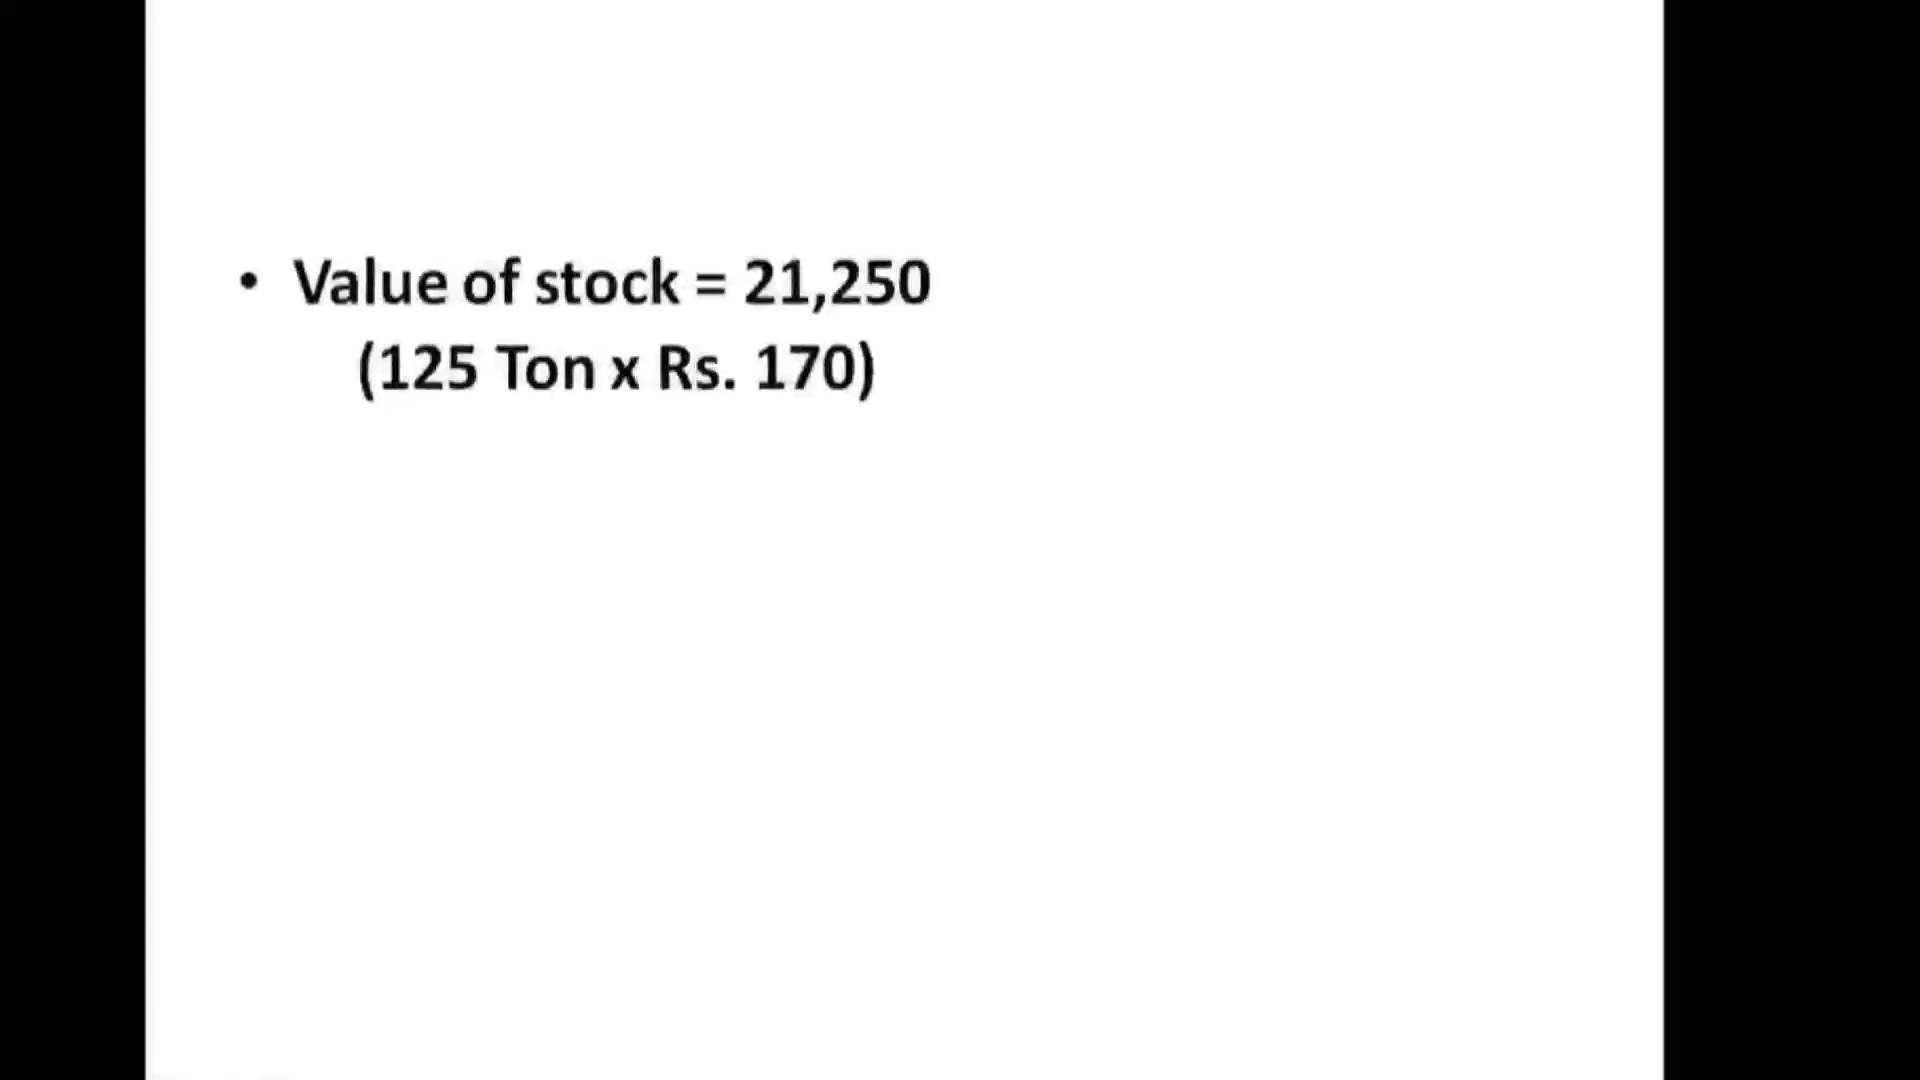 • Value of stock = 21,250
(125 Ton x Rs. 170)